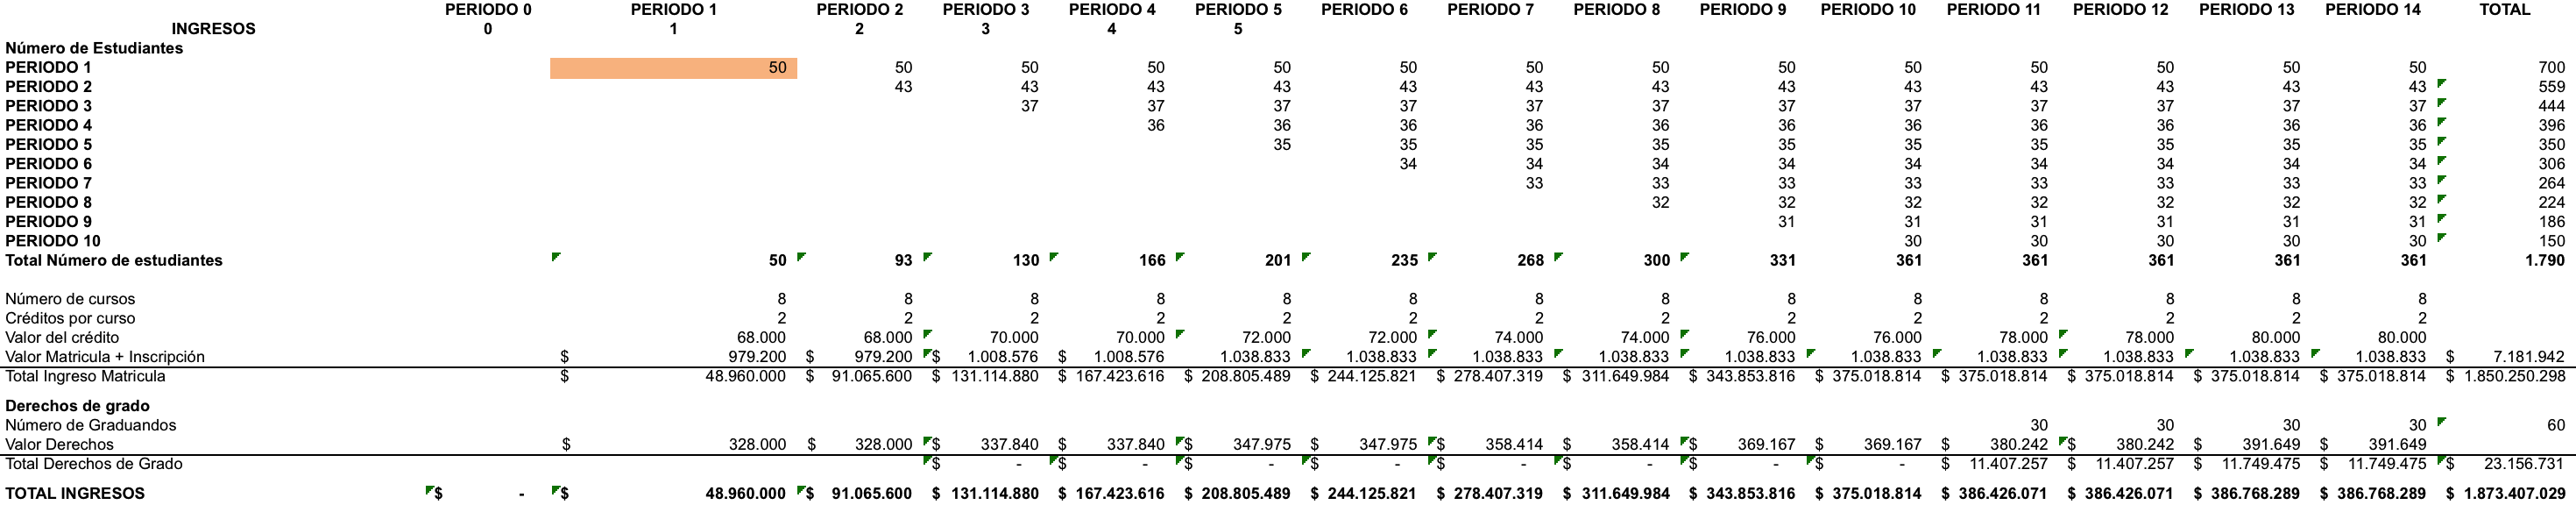 PERIODO 0 PERIODO 1 PERIODO 2 PERIODO 3 PERIODO 4 PERIODO 5 PERIODO 6 PERIODO 7 PERIODO 8 PERIODO 9 PERIODO 10 PERIODO 11 PERIODO 12 PERIODO 13 PERIODO 14 TOTAL
INGRESOS 0 1 2 3 4 5
Número de Estudiantes
PERIODO 1 50 50 50 50 50 50 50 50 50 50 50 50 50 50 700
PERIODO 2 43 43 43 43 43 43 43 43 43 43 43 43 43 559
PERIODO 3 37 37 37 37 37 37 37 37 37 37 37 37 444
PERIODO 4 36 36 36 36 36 36 36 36 36 36 36 396
PERIODO 5 35 35 35 35 35 35 35 35 35 35 350
PERIODO 6 34 34 34 34 34 34 34 34 34 306
PERIODO 7 33 33 33 33 33 33 33 33 264
PERIODO 8 32 32 32 32 32 32 32 224
PERIODO 9 31 31 31 31 31 31 186
PERIODO 10 30 30 30 30 30 150
Total Número de estudiantes 50 93 130 166 201 235 268 300 331 361 361 361 361 361 1.790
Número de cursos 8 8 8 8 8 8 8 8 8 8 8 8 8 8
Créditos por curso 2 2 2 2 2 2 2 2 2 2 2 2 2 2
Valor del crédito 68.000 68.000 70.000 70.000 72.000 72.000 74.000 74.000 76.000 76.000 78.000 78.000 80.000 80.000
Valor Matricula + Inscripción $ 979.200 $ 979.200 $ 1.008.576 $ 1.008.576 1.038.833 1.038.833 1.038.833 1.038.833 1.038.833 1.038.833 1.038.833 1.038.833 1.038.833 1.038.833 $ 7.181.942
Total Ingreso Matricula $ 48.960.000 $ 91.065.600 $ 131.114.880 $ 167.423.616 $ 208.805.489 $ 244.125.821 $ 278.407.319 $ 311.649.984 $ 343.853.816 $ 375.018.814 $ 375.018.814 $ 375.018.814 $ 375.018.814 $ 375.018.814 $ 1.850.250.298
Derechos de grado
Número de Graduandos 30 30 30 30 60
Valor Derechos $ 328.000 $ 328.000 $ 337.840 $ 337.840 $ 347.975 $ 347.975 $ 358.414 $ 358.414 $ 369.167 $ 369.167 $ 380.242 $ 380.242 $ 391.649 $ 391.649
Total Derechos de Grado $ - $ - $ - $ - $ - $ - $ - $ - $ 11.407.257 $ 11.407.257 $ 11.749.475 $ 11.749.475 $ 23.156.731
TOTAL INGRESOS $ - $ 48.960.000 $ 91.065.600 $ 131.114.880 $ 167.423.616 $ 208.805.489 $ 244.125.821 $ 278.407.319 $ 311.649.984 $ 343.853.816 $ 375.018.814 $ 386.426.071 $ 386.426.071 $ 386.768.289 $ 386.768.289 $ 1.873.407.029